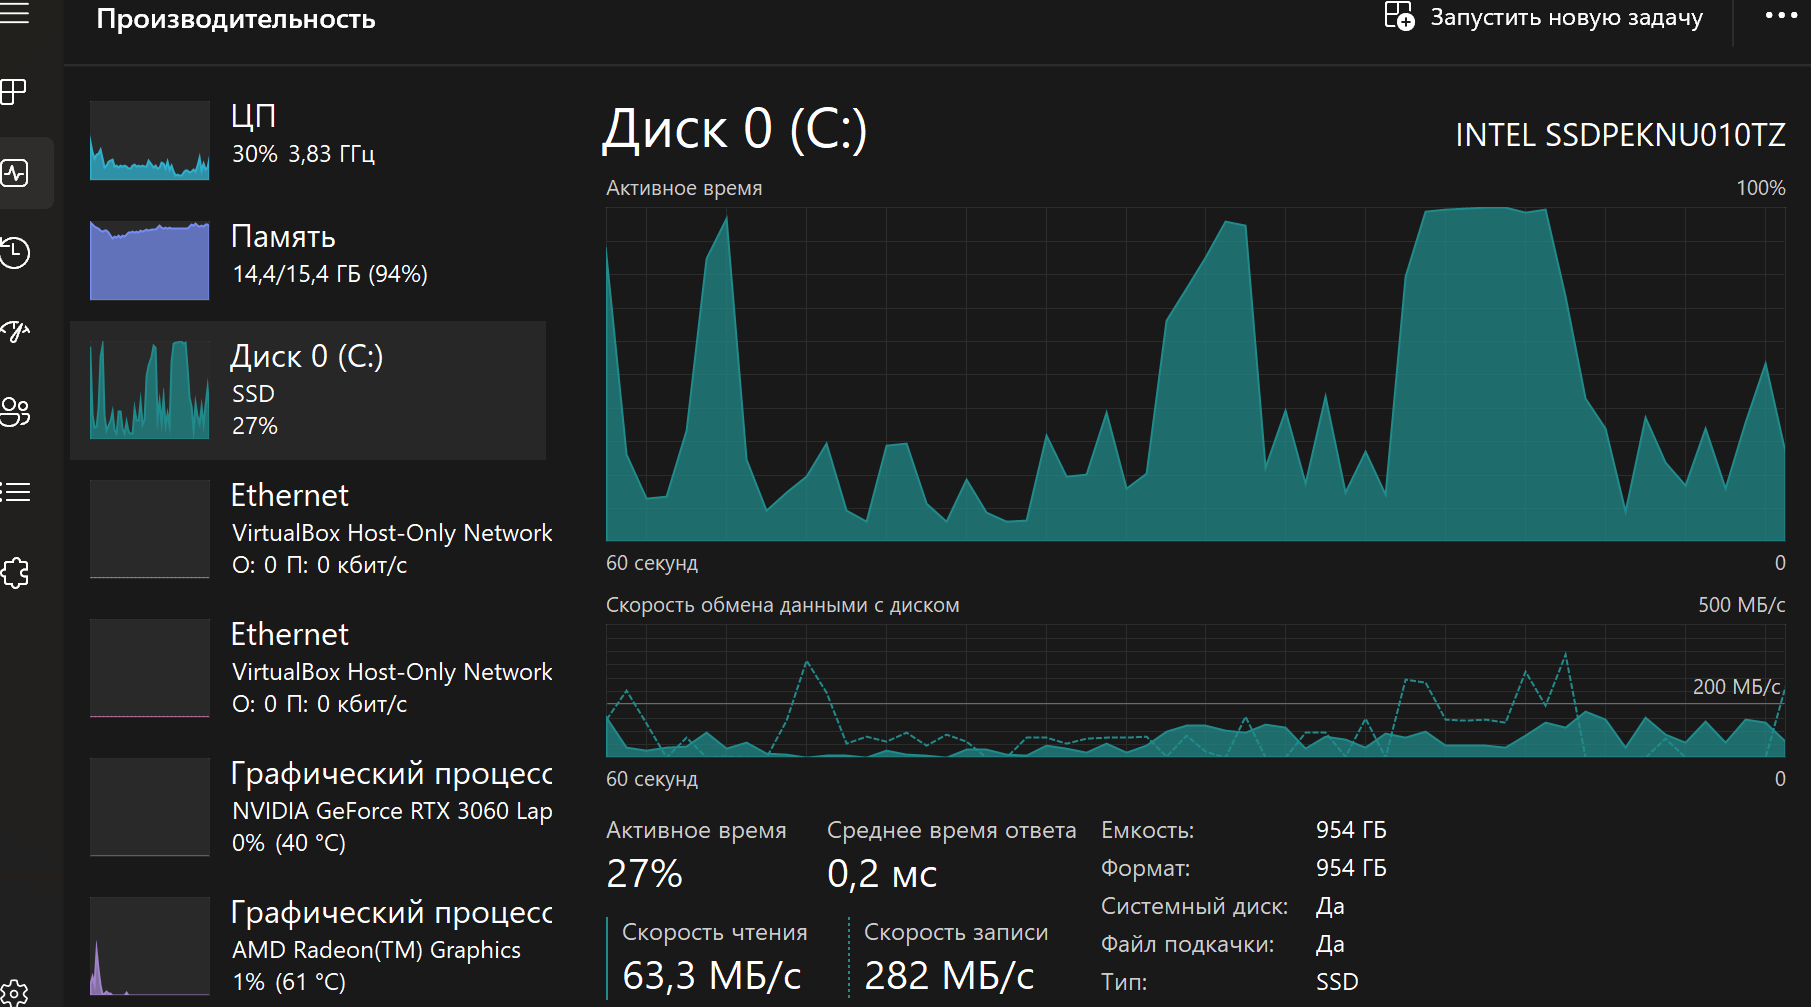 Производительность
Запустить новую задачу
ЦП
30% 3,83 ГГц
Память
14,4/15,4 ГБ (94%)
Диск 0 (C:)
SSD
27%
Ethernet
VirtualBox Host-Only Network
О: 0 П: 0 кбит/с
Ethernet
VirtualBox Host-Only Network
О: 0 П: 0 кбит/с
Графический процесс
NVIDIA GeForce RTX 3060 Lap
0% (40 °C)
Графический процесс
AMD Radeon(TM) Graphics
1% (61 °C)
Диск 0 (C:)
INTEL SSDPEKNU010TZ
Активное время
100%
60 секунд
0
Скорость обмена данными с диском
500 МБ/с
200 МБ/с
60 секунд
0
Активное время
27%
Среднее время ответа
0,2 мс
Скорость чтения
63,3 МБ/с
Скорость записи
282 МБ/с
Емкость: 954 ГБ
Формат: 954 ГБ
Системный диск: Да
Файл подкачки: Да
Тип: SSD